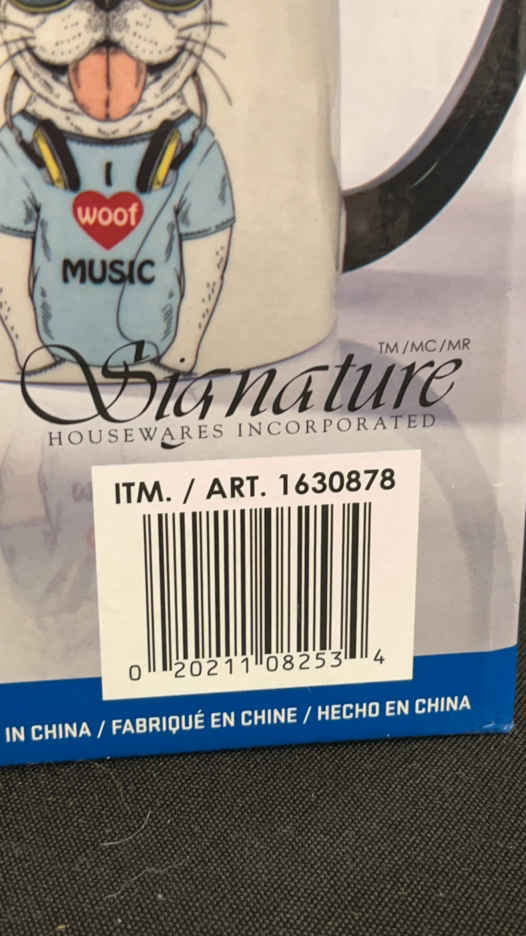 I
woof
MUSIC
TM/MC/MR
Signature
HOUSEWARES INCORPORATED
ITM. / ART. 1630878
0 20211 08253 4
IN CHINA / FABRIQUÉ EN CHINE / HECHO EN CHINA